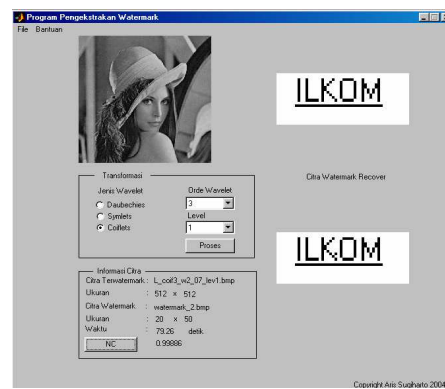 Program Pengekstrakan Watermark
File Bantuan
ILKOM
Citra Watermark Recover
ILKOM
Transformasi
Jenis Wavelet
Daubechies
Symlets
Coiflets
Orde Wavelet
3
Level
1
Proses
Informasi Citra
Citra Terwatermark : L_coif3_w2_07_lev1.bmp
Ukuran : 512 x 512
Citra Watermark : watermark_2.bmp
Ukuran : 20 x 50
Waktu : 79.26 detik
NC 0.99886
Copyright Aris Sugiharto 2004